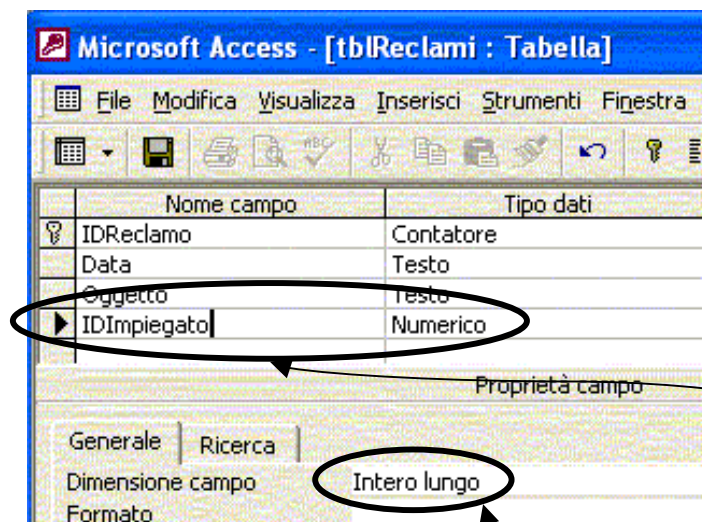 Microsoft Access - [tblReclami : Tabella]
File Modifica Visualizza Inserisci Strumenti Finestra
ABC
Nome campo Tipo dati
IDReclamo Contatore
Data Testo
Oggetto Testo
IDImpiegato Numerico
Proprietà campo
Generale Ricerca
Dimensione campo Intero lungo
Formato